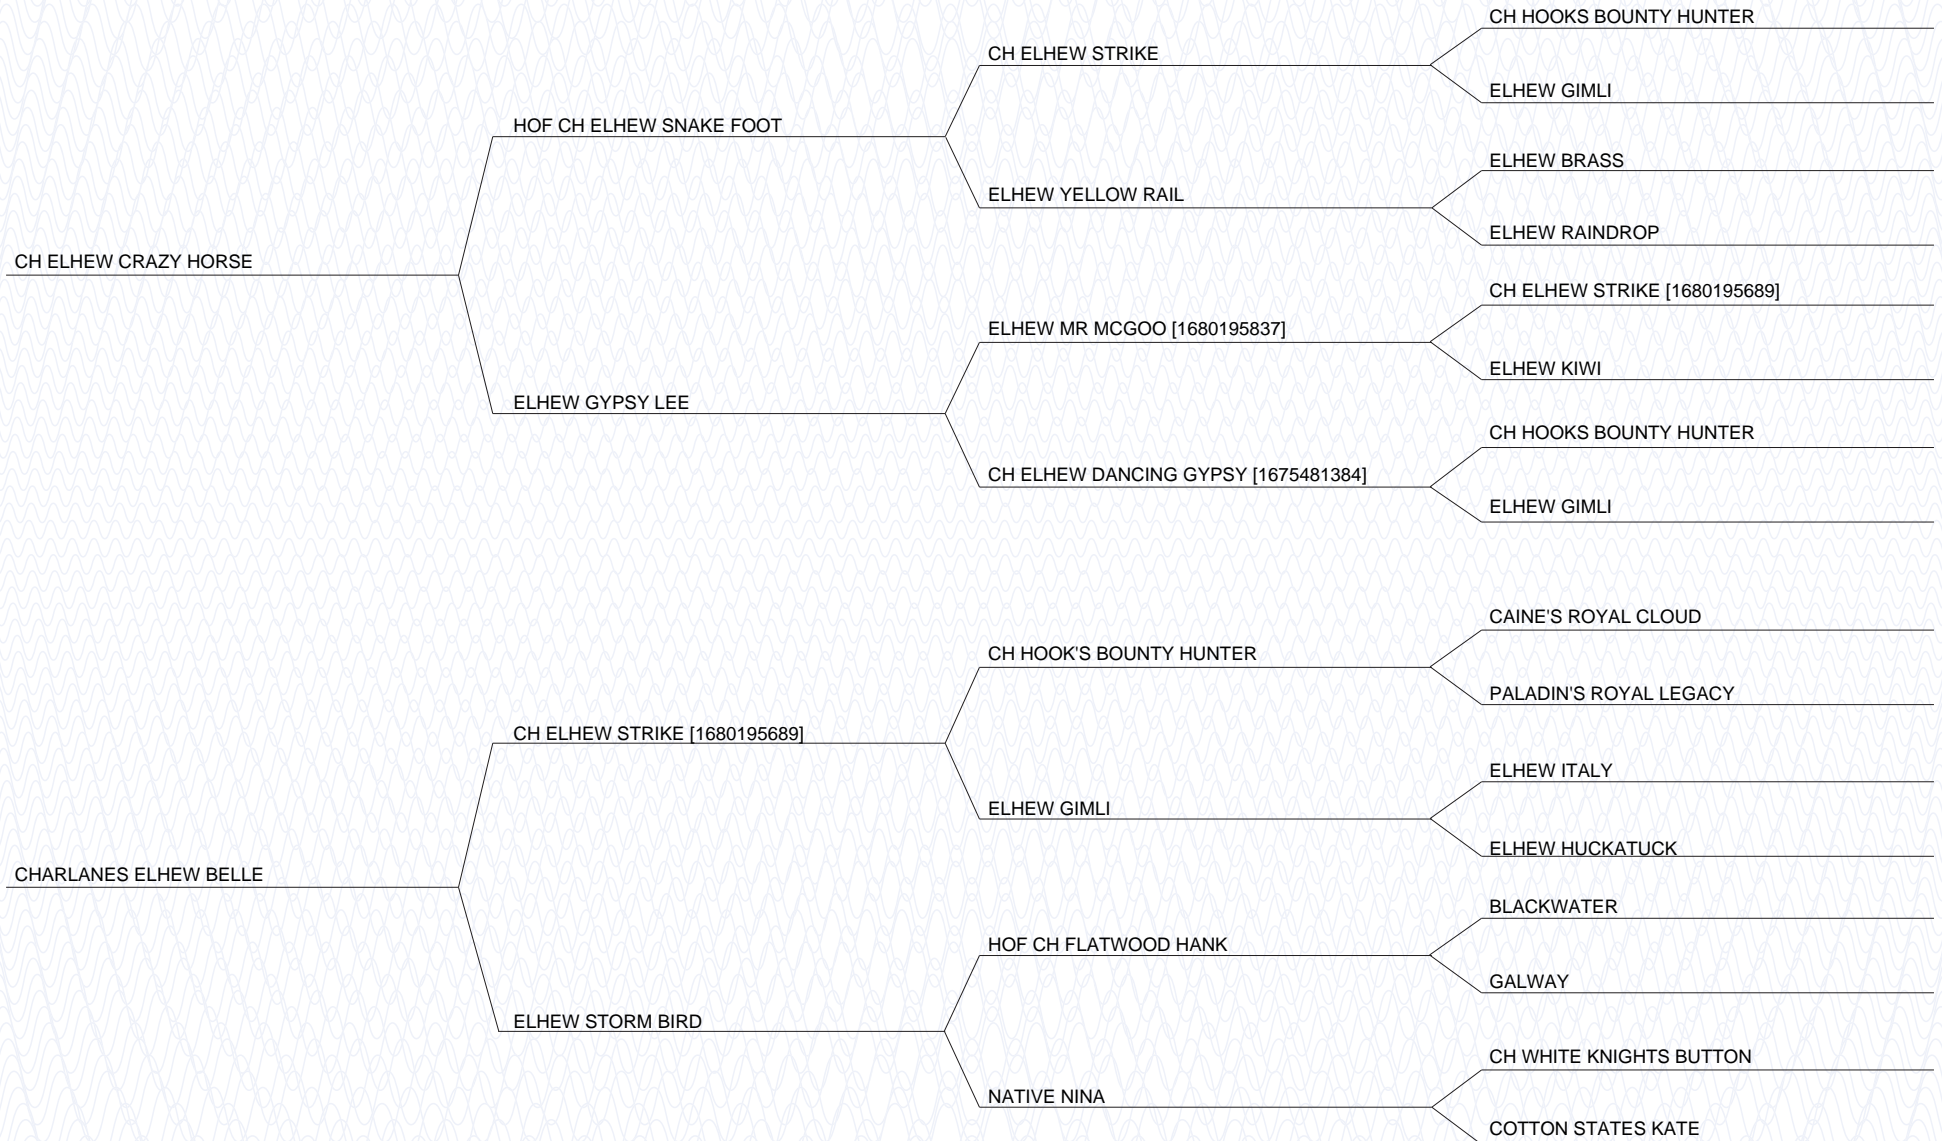 CH HOOKS BOUNTY HUNTER
CH ELHEW STRIKE
ELHEW GIMLI
HOF CH ELHEW SNAKE FOOT
ELHEW BRASS
ELHEW YELLOW RAIL
ELHEW RAINDROP
CH ELHEW CRAZY HORSE
CH ELHEW STRIKE [1680195689]
ELHEW MR MCGOO [1680195837]
ELHEW KIWI
ELHEW GYPSY LEE
CH HOOKS BOUNTY HUNTER
CH ELHEW DANCING GYPSY [1675481384]
ELHEW GIMLI
CAINE'S ROYAL CLOUD
CH HOOK'S BOUNTY HUNTER
PALADIN'S ROYAL LEGACY
CH ELHEW STRIKE [1680195689]
ELHEW ITALY
ELHEW GIMLI
ELHEW HUCKATUCK
CHARLANES ELHEW BELLE
BLACKWATER
HOF CH FLATWOOD HANK
GALWAY
ELHEW STORM BIRD
CH WHITE KNIGHTS BUTTON
NATIVE NINA
COTTON STATES KATE